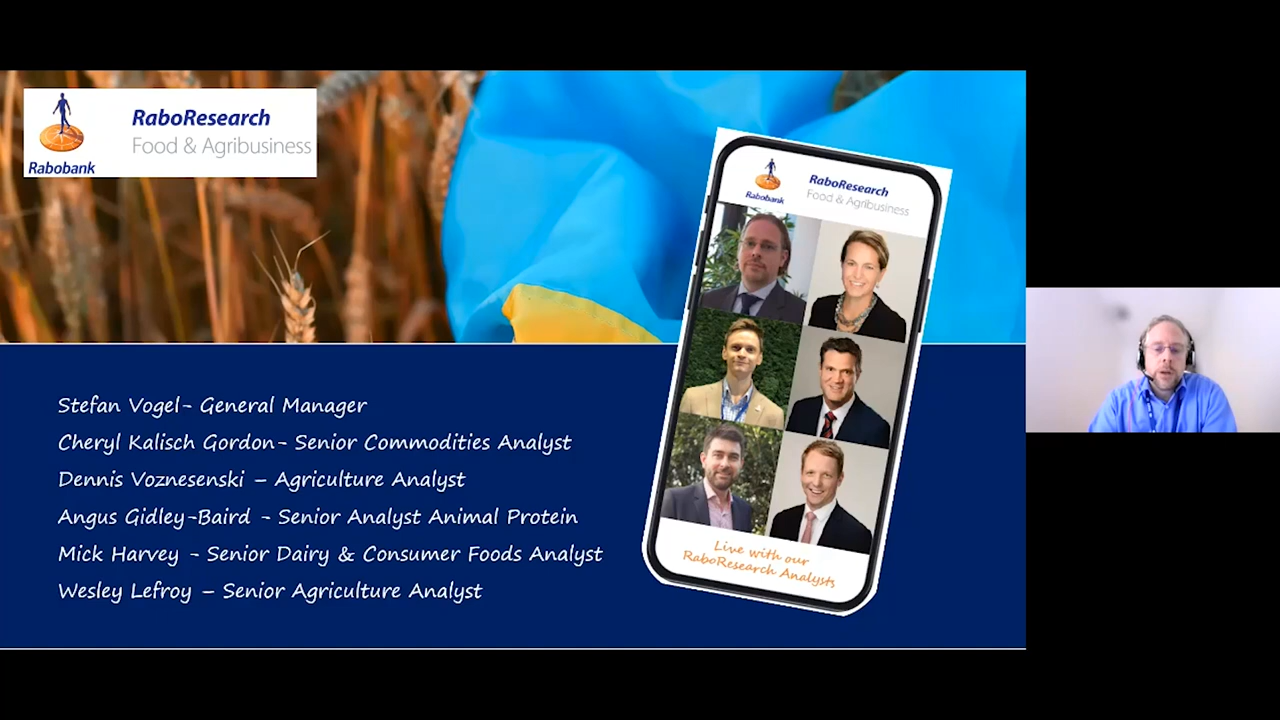 RaboResearch
Food & Agribusiness
Rabobank
RaboResearch
Food & Agribusiness
Rabobank
Stefan Vogel- General Manager
Cheryl Kalisch Gordon- Senior Commodities Analyst
Dennis Voznesenski – Agriculture Analyst
Angus Gidley-Baird - Senior Analyst Animal Protein
Mick Harvey - Senior Dairy & Consumer Foods Analyst
Wesley Lefroy – Senior Agriculture Analyst
Live with our
RaboResearch Analysts